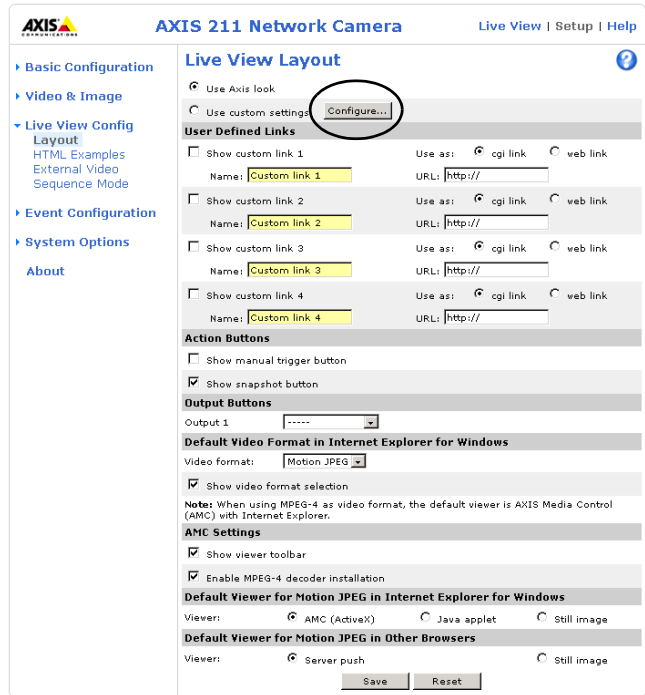 AXIS COMMUNICATIONS
AXIS 211 Network Camera
Live View | Setup | Help
Basic Configuration
Video & Image
Live View Config
Layout
HTML Examples
External Video
Sequence Mode
Event Configuration
System Options
About
Live View Layout
?
Use Axis look
Use custom settings Configure...
User Defined Links
Show custom link 1 Use as: cgi link web link
Name: Custom link 1 URL: http://
Show custom link 2 Use as: cgi link web link
Name: Custom link 2 URL: http://
Show custom link 3 Use as: cgi link web link
Name: Custom link 3 URL: http://
Show custom link 4 Use as: cgi link web link
Name: Custom link 4 URL: http://
Action Buttons
Show manual trigger button
Show snapshot button
Output Buttons
Output 1 -----
Default Video Format in Internet Explorer for Windows
Video format: Motion JPEG
Show video format selection
Note: When using MPEG-4 as video format, the default viewer is AXIS Media Control
(AMC) with Internet Explorer.
AMC Settings
Show viewer toolbar
Enable MPEG-4 decoder installation
Default Viewer for Motion JPEG in Internet Explorer for Windows
Viewer: AMC (ActiveX) Java applet Still image
Default Viewer for Motion JPEG in Other Browsers
Viewer: Server push Still image
Save Reset